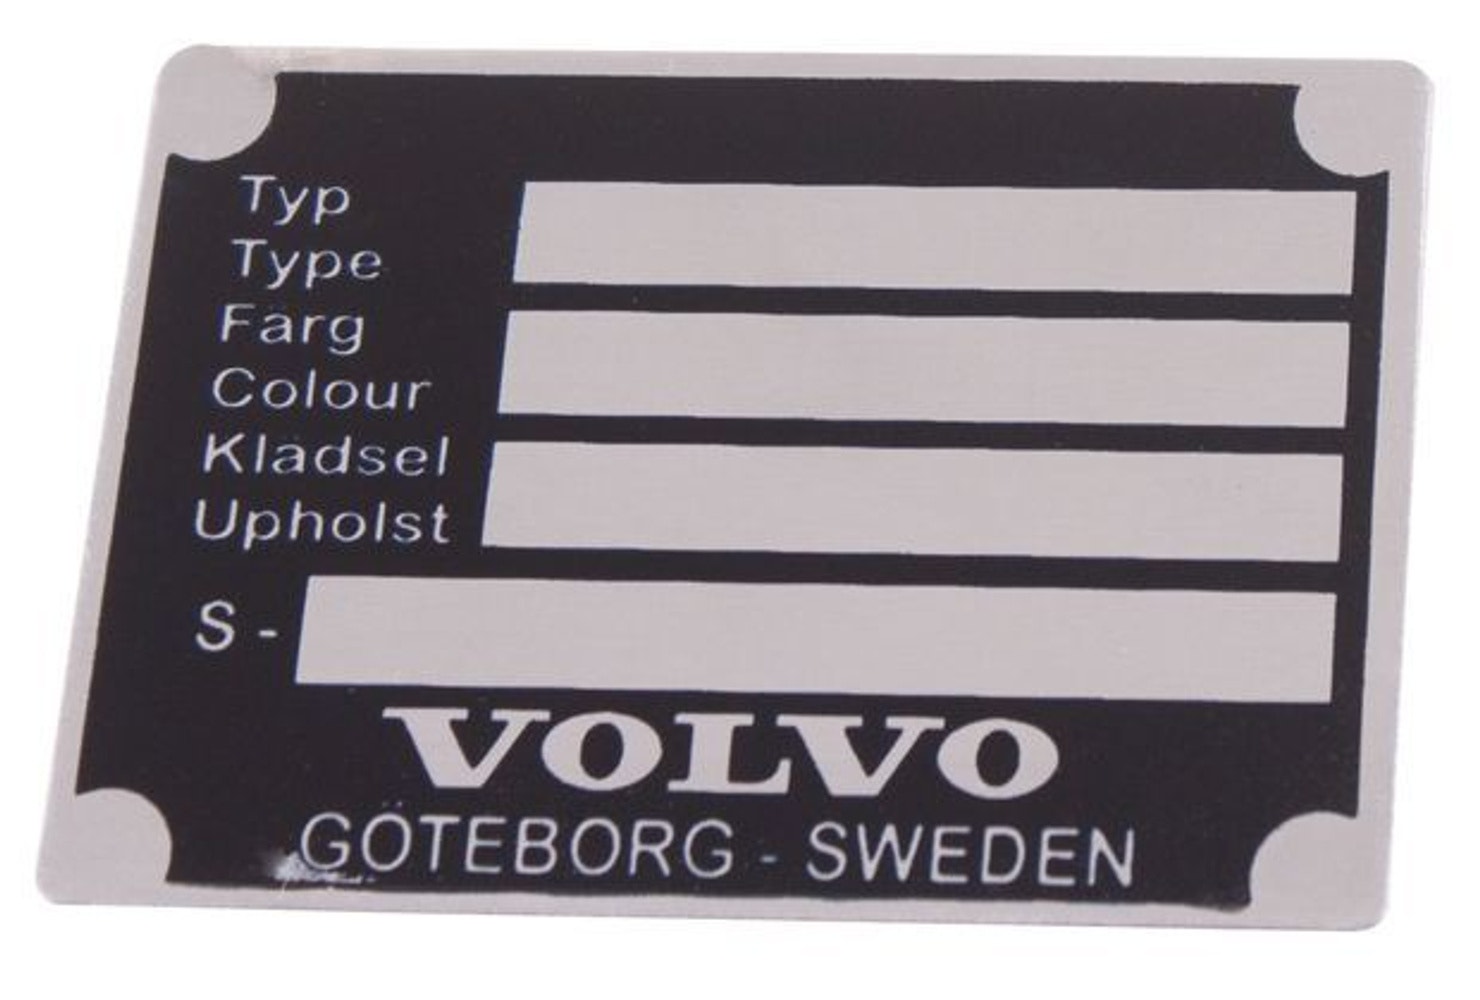 Typ
Type
Farg
Colour
Kladsel
Upholst
S -
VOLVO
GÖTEBORG - SWEDEN